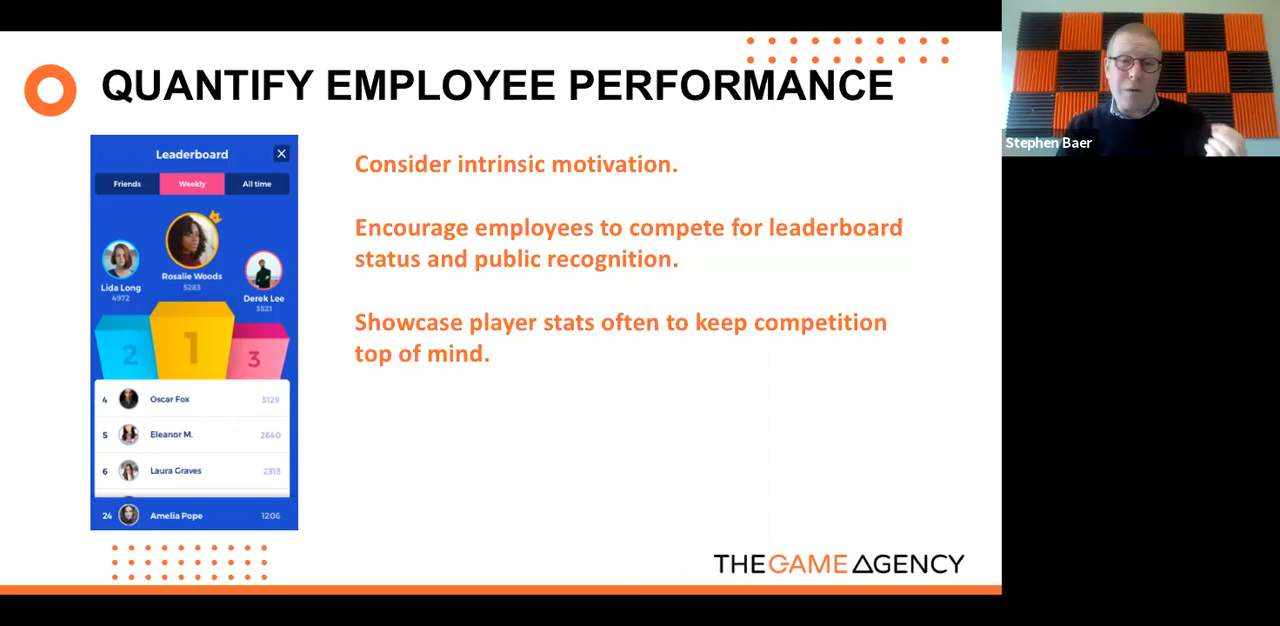 QUANTIFY EMPLOYEE PERFORMANCE
Leaderboard
Friends
Weekly
All time
Rosalie Woods
5283
Lida Long
4972
Derek Lee
3521
2
1
3
4
Oscar Fox
3129
5
Eleanor M.
2640
6
Laura Graves
2313
24
Amelia Pope
1206
Consider intrinsic motivation.
Encourage employees to compete for leaderboard
status and public recognition.
Showcase player stats often to keep competition
top of mind.
THEGAMEAGENCY
Stephen Baer